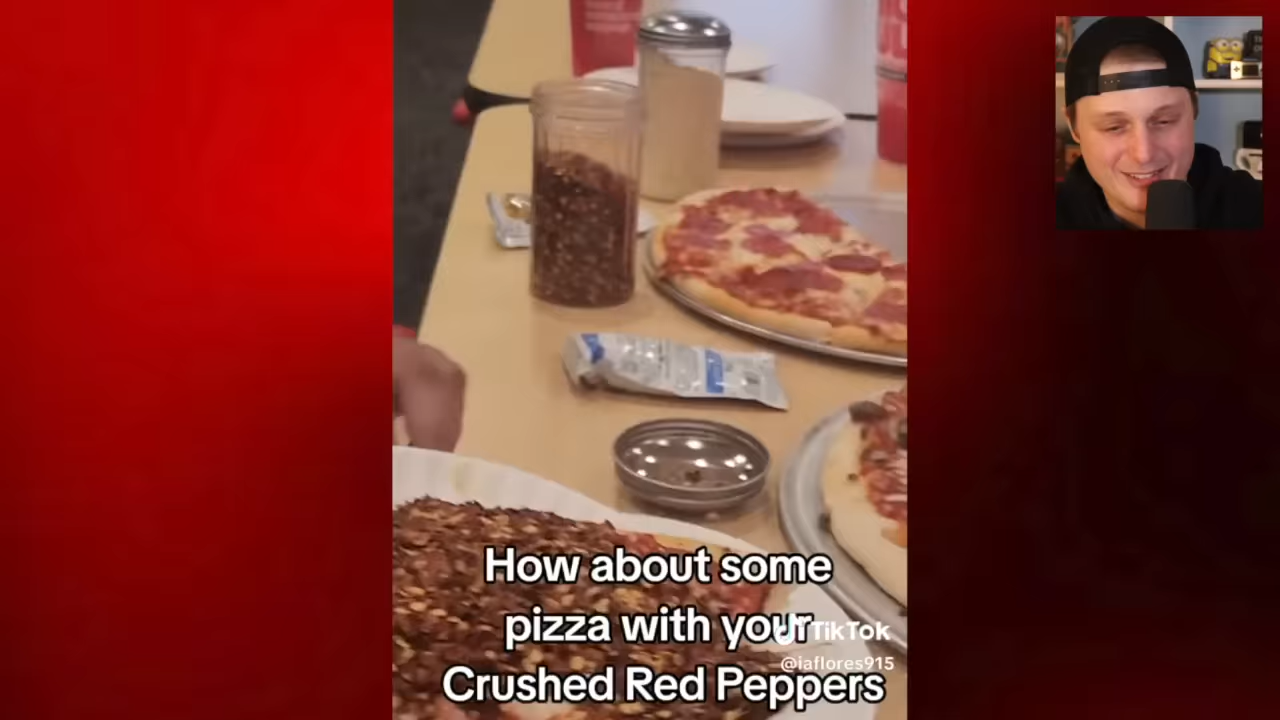 How about some
pizza with your
TikTok
@iaflores915
Crushed Red Peppers